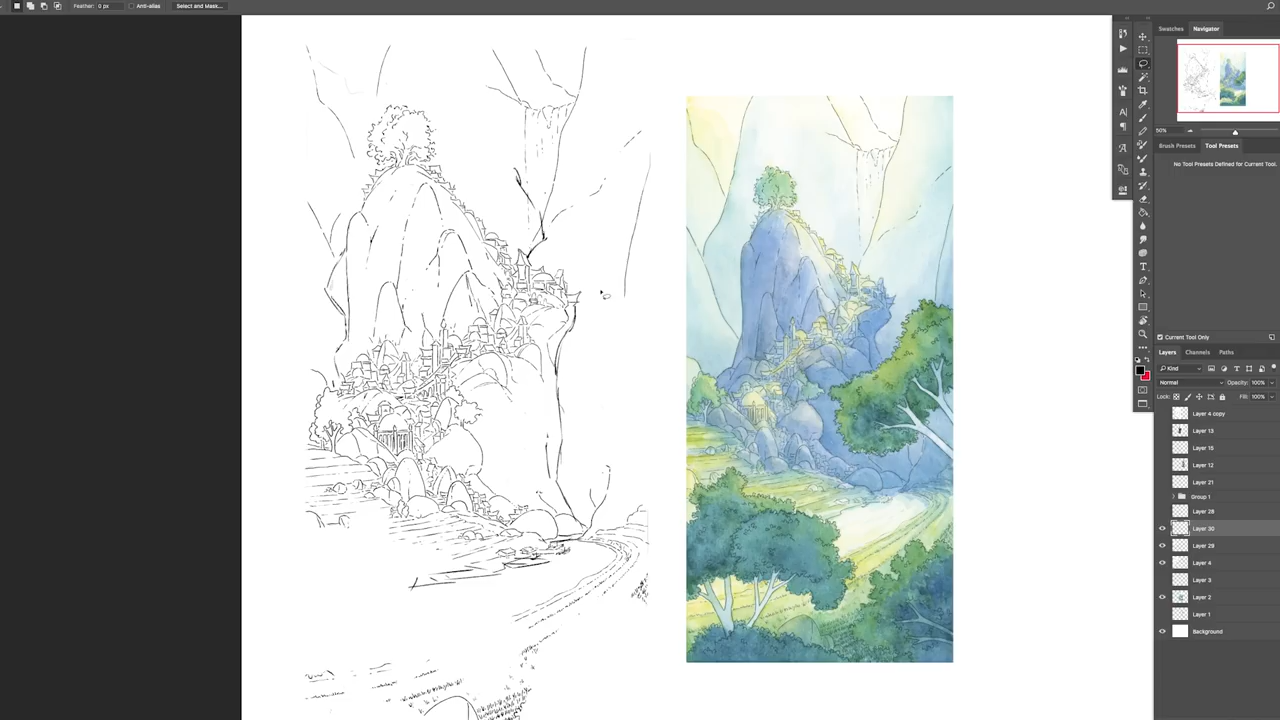 Feather: 0 px Anti-alias Select and Mask...
Swatches Navigator
50%
Brush Presets Tool Presets
No Tool Presets Defined for Current Tool.
Current Tool Only
Layers Channels Paths
Kind
Normal Opacity: 100%
Lock: Fill: 100%
Layer 4 copy
Layer 13
Layer 15
Layer 12
Layer 21
Group 1
Layer 28
Layer 30
Layer 29
Layer 4
Layer 3
Layer 2
Layer 1
Background